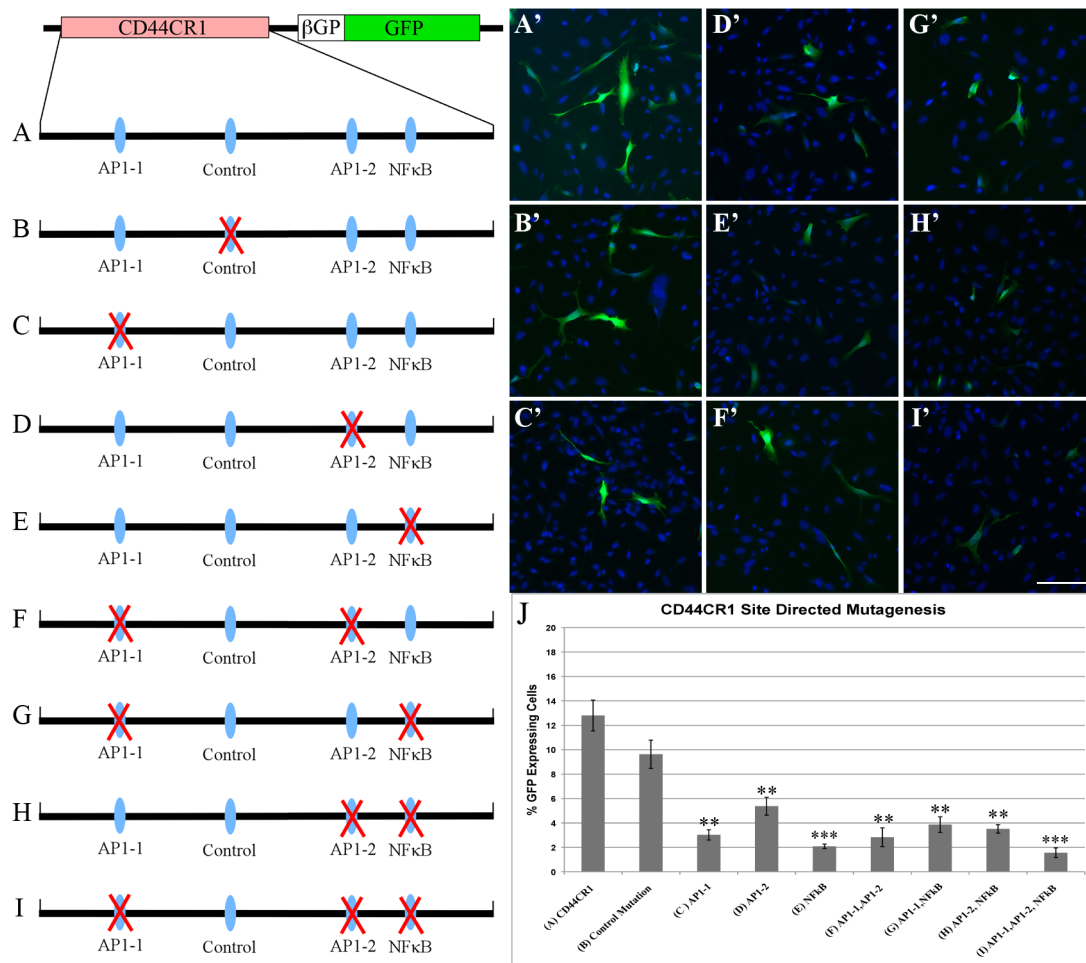 CD44CR1
βGP
GFP
A
AP1-1
Control
AP1-2
NFκB
B
AP1-1
Control
AP1-2
NFκB
C
AP1-1
Control
AP1-2
NFκB
D
AP1-1
Control
AP1-2
NFκB
E
AP1-1
Control
AP1-2
NFκB
F
AP1-1
Control
AP1-2
NFκB
G
AP1-1
Control
AP1-2
NFκB
H
AP1-1
Control
AP1-2
NFκB
I
AP1-1
Control
AP1-2
NFκB
A’
D’
G’
B’
E’
H’
C’
F’
I’
J
CD44CR1 Site Directed Mutagenesis
% GFP Expressing Cells
20
18
16
14
12
10
8
6
4
2
0
**
**
***
**
**
**
***
(A) CD44CR1
(B) Control Mutation
(C) AP1-1
(D) AP1-2
(E) NFkB
(F) AP1-1,AP1-2
(G) AP1-1,NFkB
(H) AP1-2, NFkB
(I) AP1-1,AP1-2, NFkB